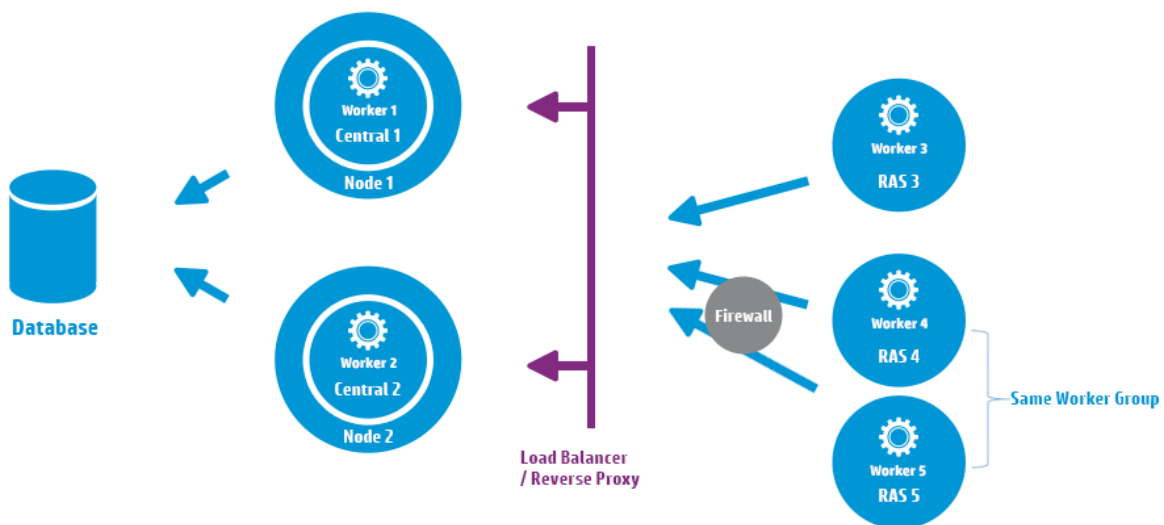 Worker 1
Central 1
Node 1
Database
Worker 2
Central 2
Node 2
Load Balancer
/ Reverse Proxy
Firewall
Worker 3
RAS 3
Worker 4
RAS 4
Same Worker Group
Worker 5
RAS 5